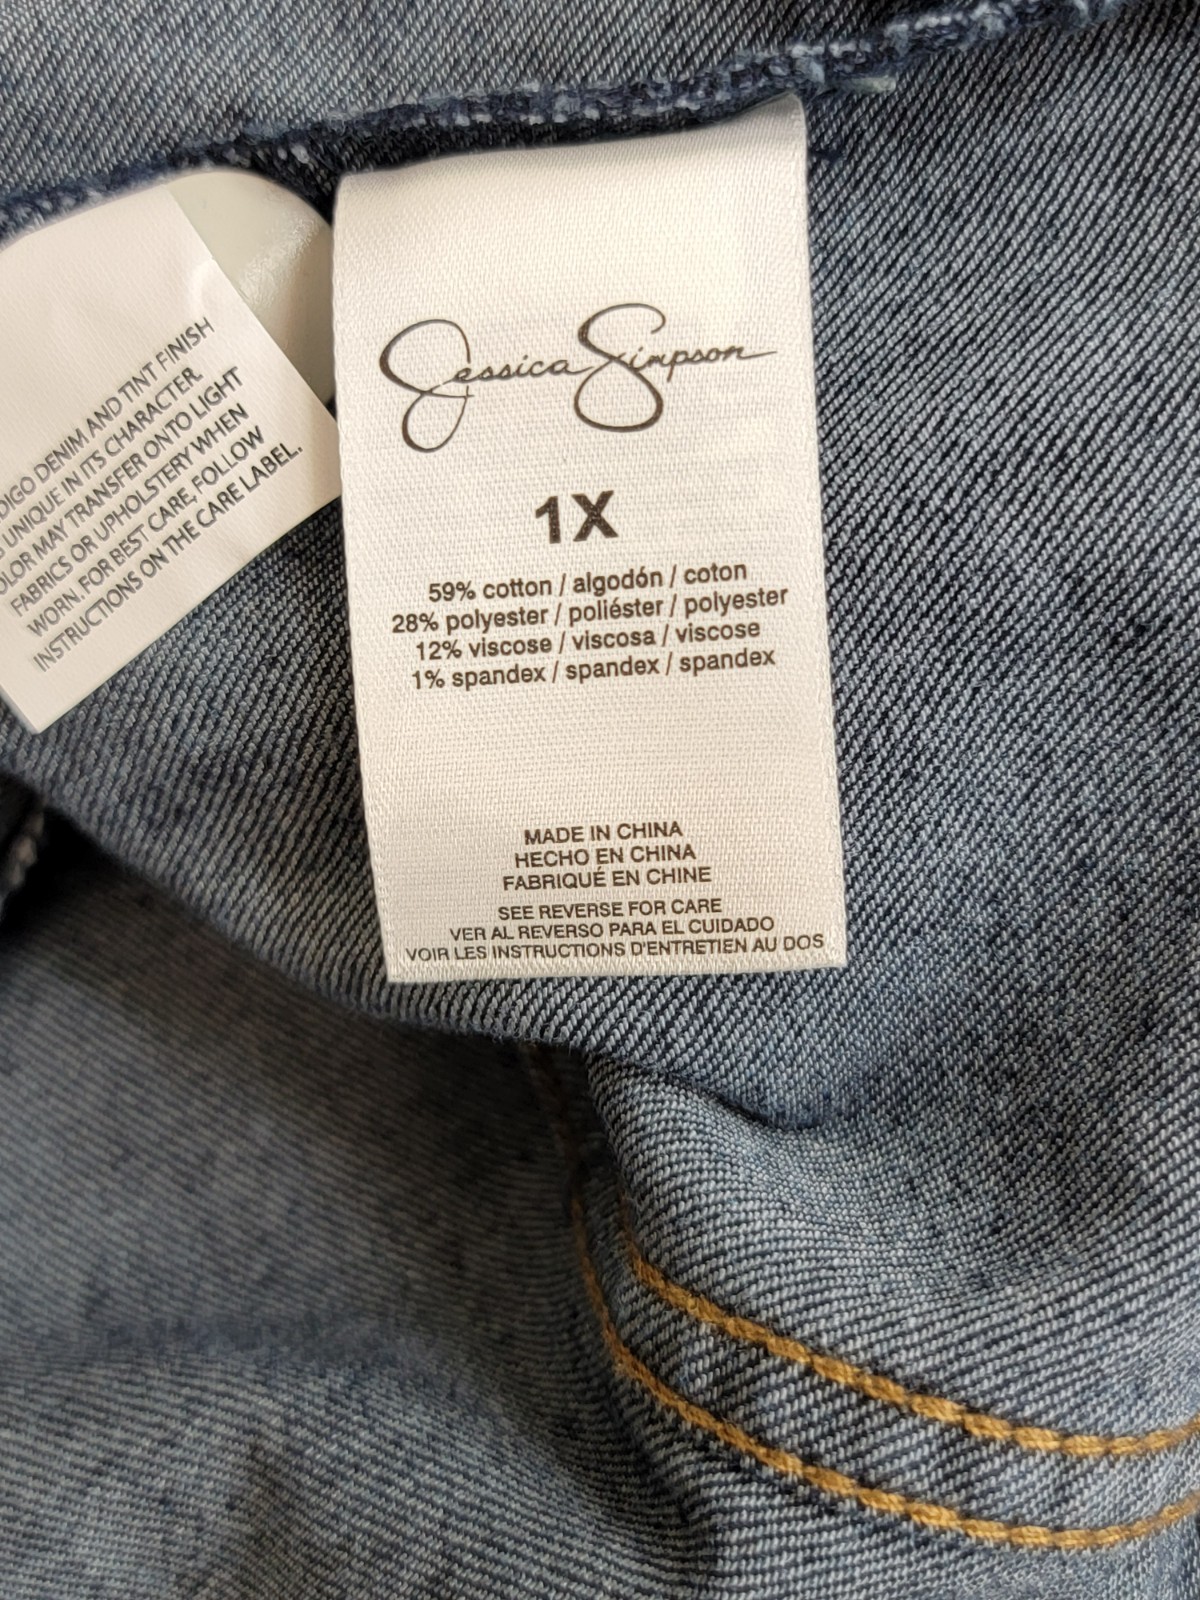 DIGO DENIM AND TINT FINISH
UNIQUE IN ITS CHARACTER.
OLOR MAY TRANSFER ONTO LIGHT
FABRICS OR UPHOLSTERY WHEN
WORN. FOR BEST CARE, FOLLOW
INSTRUCTIONS ON THE CARE LABEL.
Jessica Simpson
1X
59% cotton / algodón / coton
28% polyester / poliéster / polyester
12% viscose / viscosa / viscose
1% spandex / spandex / spandex
MADE IN CHINA
HECHO EN CHINA
FABRIQUÉ EN CHINE
SEE REVERSE FOR CARE
VER AL REVERSO PARA EL CUIDADO
VOIR LES INSTRUCTIONS D'ENTRETIEN AU DOS